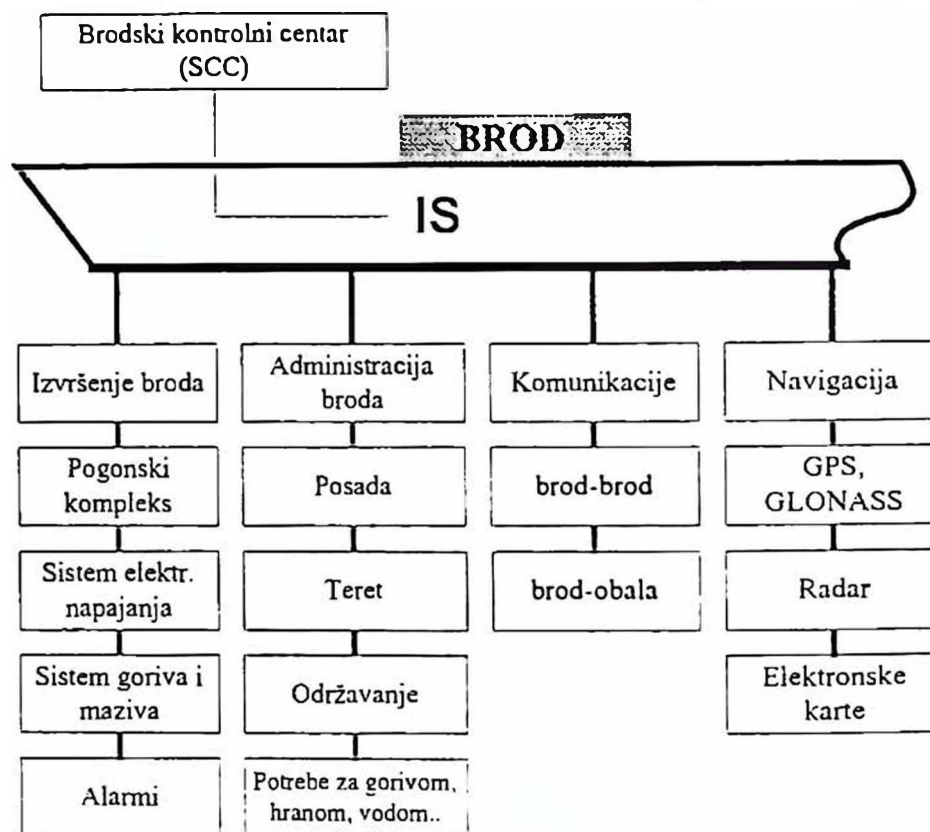 Brodski kontrolni centar
(SCC)
BROD
IS
Izvršenje broda
Pogonski
kompleks
Sistem elektr.
napajanja
Sistem goriva i
maziva
Alarmi
Administracija
broda
Posada
Teret
Održavanje
Potrebe za gorivom,
hranom, vodom..
Komunikacije
brod-brod
brod-obala
Navigacija
GPS,
GLONASS
Radar
Elektronske
karte